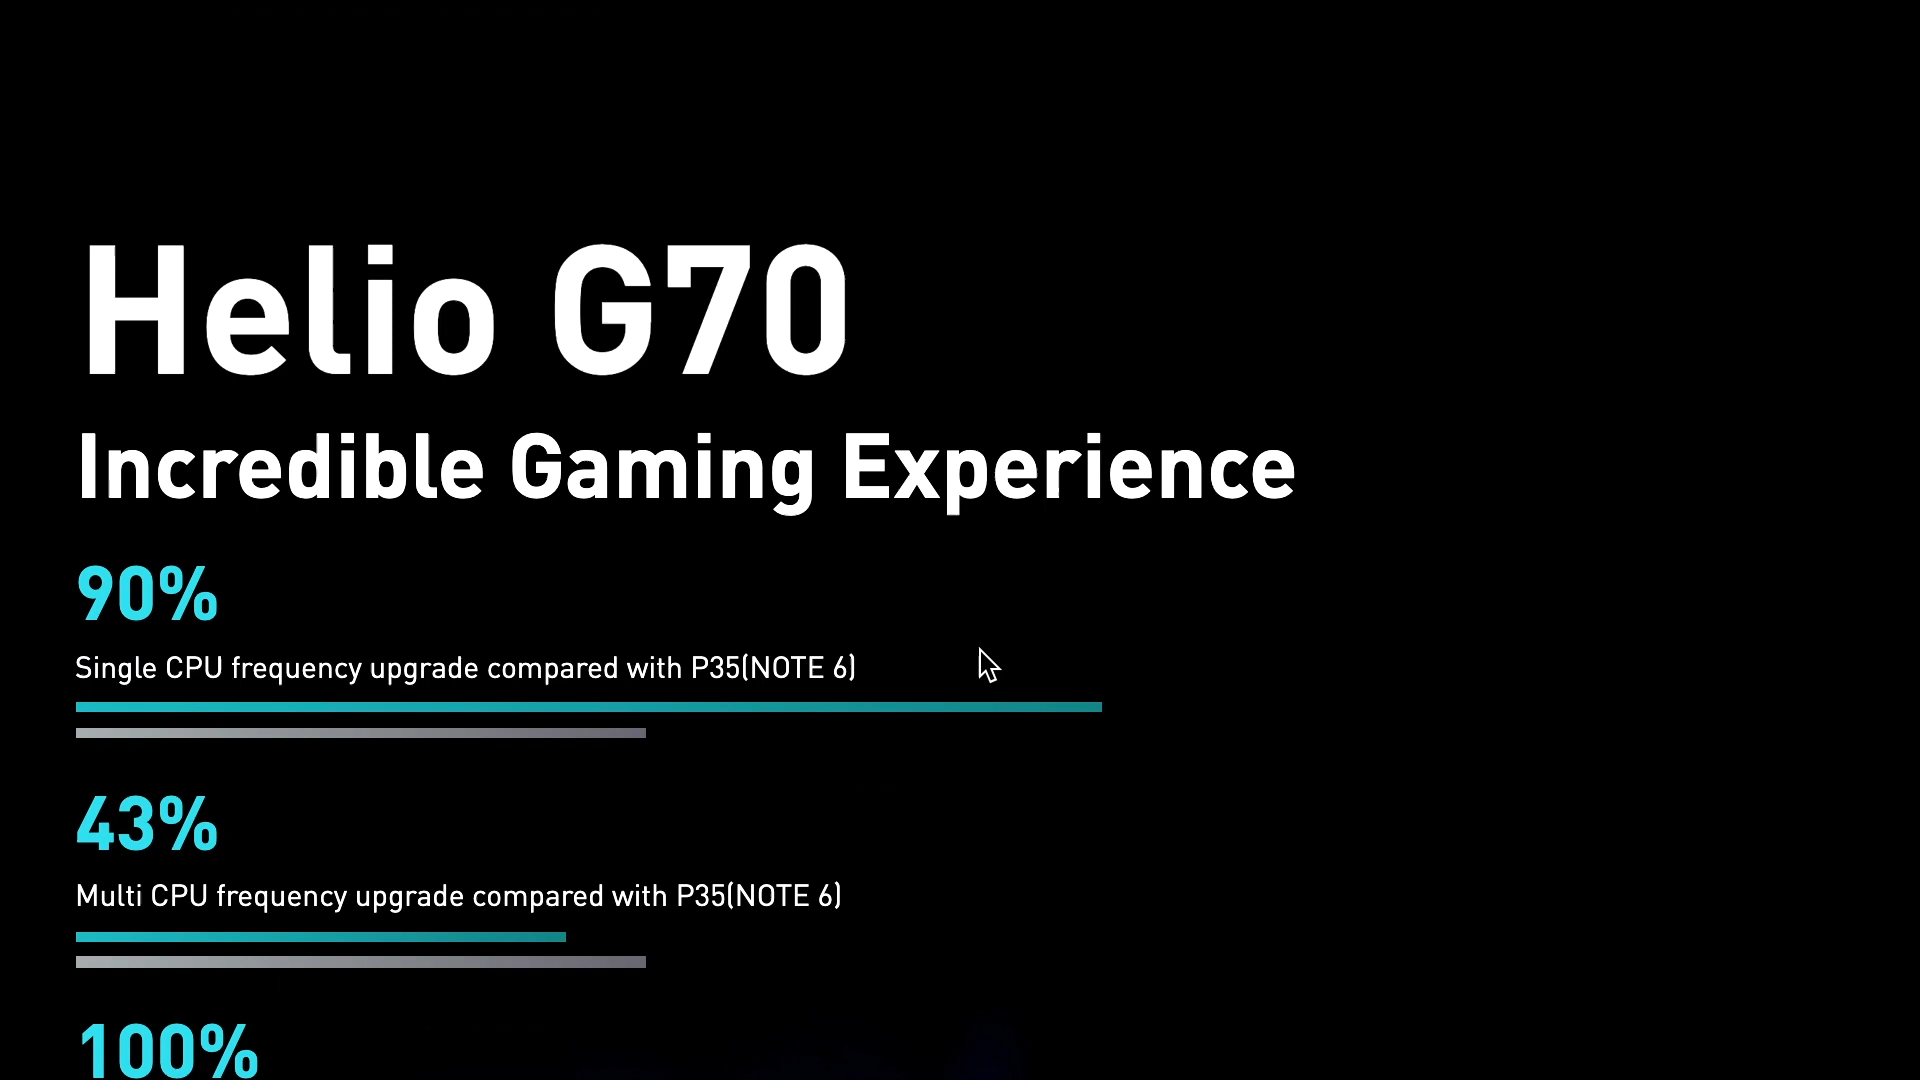 Helio G70
Incredible Gaming Experience
90%
Single CPU frequency upgrade compared with P35(NOTE 6)
43%
Multi CPU frequency upgrade compared with P35(NOTE 6)
100%